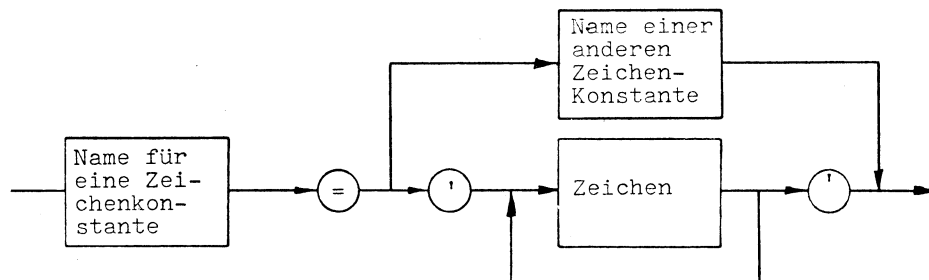 Name einer
anderen
Zeichen-
Konstante
Name für
eine Zei-
chenkon-
stante
=
'
Zeichen
'